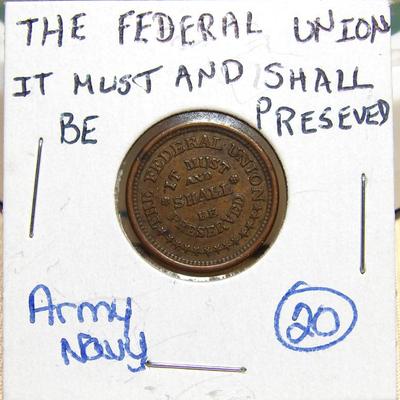 THE FEDERAL UNION
IT MUST AND SHALL
BE PRESEVED
THE FEDERAL UNION
IT MUST
AND
SHALL
BE
PRESERVED
Army
Navy
20